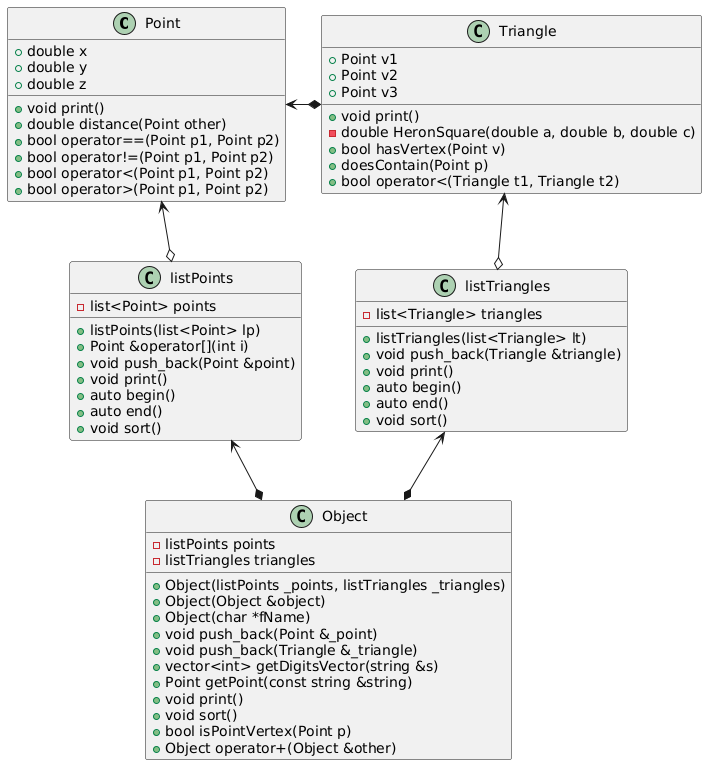 C Point
double x
double y
double z
void print()
double distance(Point other)
bool operator==(Point p1, Point p2)
bool operator!=(Point p1, Point p2)
bool operator<(Point p1, Point p2)
bool operator>(Point p1, Point p2)
C Triangle
Point v1
Point v2
Point v3
void print()
double HeronSquare(double a, double b, double c)
bool hasVertex(Point v)
doesContain(Point p)
bool operator<(Triangle t1, Triangle t2)
C listPoints
list<Point> points
listPoints(list<Point> lp)
Point &operator[](int i)
void push_back(Point &point)
void print()
auto begin()
auto end()
void sort()
C listTriangles
list<Triangle> triangles
listTriangles(list<Triangle> lt)
void push_back(Triangle &triangle)
void print()
auto begin()
auto end()
void sort()
C Object
listPoints points
listTriangles triangles
Object(listPoints _points, listTriangles _triangles)
Object(Object &object)
Object(char *fName)
void push_back(Point &_point)
void push_back(Triangle &_triangle)
vector<int> getDigitsVector(string &s)
Point getPoint(const string &string)
void print()
void sort()
bool isPointVertex(Point p)
Object operator+(Object &other)